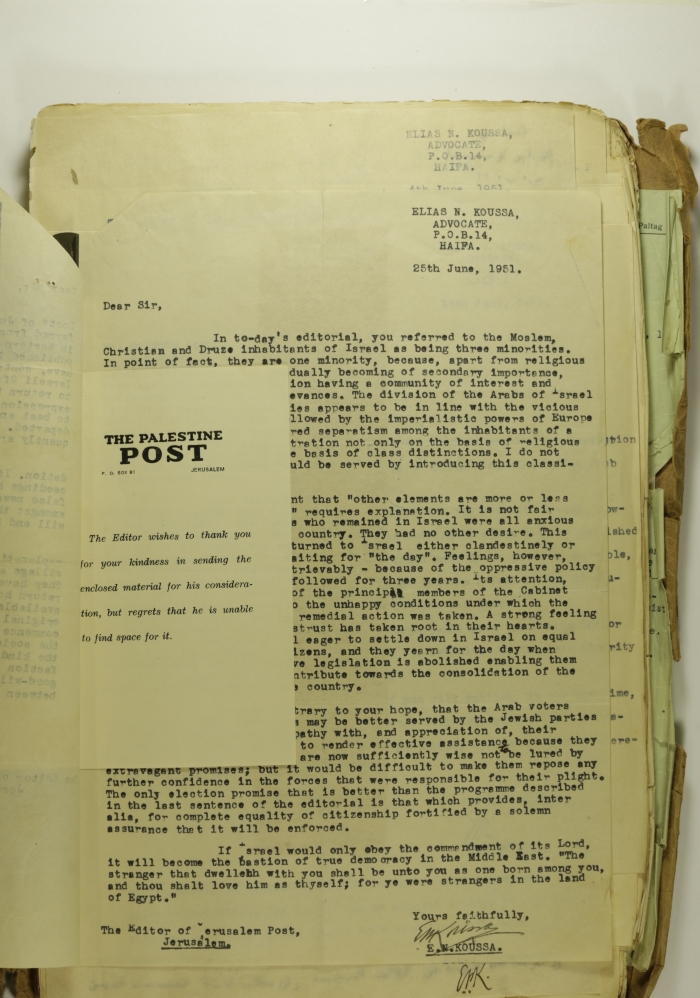 ELIAS N. KOUSSA,
ADVOCATE,
P.O.B.14,
HAIFA.
4th June, 1951
ELIAS N. KOUSSA,
ADVOCATE,
P.O.B.14,
HAIFA.
25th June, 1951.
Dear Sir,
In to-day's editorial, you referred to the Moslem,
Christian and Druze inhabitants of Israel as being three minorities.
In point of fact, they are one minority, because, apart from religious
dually becoming of secondary importance,
ion having a community of interest and
evances. The division of the Arabs of Israel
ies appears to be in line with the vicious
llowed by the imperialistic powers of Europe
red separatism among the inhabitants of a
tration not only on the basis of religious
e basis of class distinctions. I do not
uld be served by introducing this classi-
nt that "other elements are more or less
" requires explanation. It is not fair
s who remained in Israel were all anxious
country. They had no other desire. This
turned to Israel either clandestinely or
aiting for "the day". Feelings, however,
trievably - because of the oppressive policy
followed for three years. Its attention,
of the principal members of the Cabinet
o the unhappy conditions under which the
remedial action was taken. A strong feeling
strust has taken root in their hearts.
l eager to settle down in Israel on equal
izens, and they yearn for the day when
ve legislation is abolished enabling them
ntribute towards the consolidation of the
e country.
trary to your hope, that the Arab voters
s may be better served by the Jewish parties
pathy with, and appreciation of, their
to render effective assistance because they
are now sufficiently wise not be lured by
extravagant promises; but it would be difficult to make them repose any
further confidence in the forces that were responsible for their plight.
The only election promise that is better than the programme described
in the last sentence of the editorial is that which provides, inter
alia, for complete equality of citizenship fortified by a solemn
assurance that it will be enforced.
If Israel would only obey the commendment of its Lord,
it will become the bastion of true democracy in the Middle East. "The
stranger that dwelleth with you shall be unto you as one born among you,
and thou shalt love him as thyself; for ye were strangers in the land
of Egypt."
Yours faithfully,
E.N.KOUSSA.
The Editor of Jerusalem Post,
Jerusalem.
E.N.K.
THE PALESTINE
POST
P. O. BOX 81 JERUSALEM
The Editor wishes to thank you
for your kindness in sending the
enclosed material for his considera-
tion, but regrets that he is unable
to find space for it.
Paltag